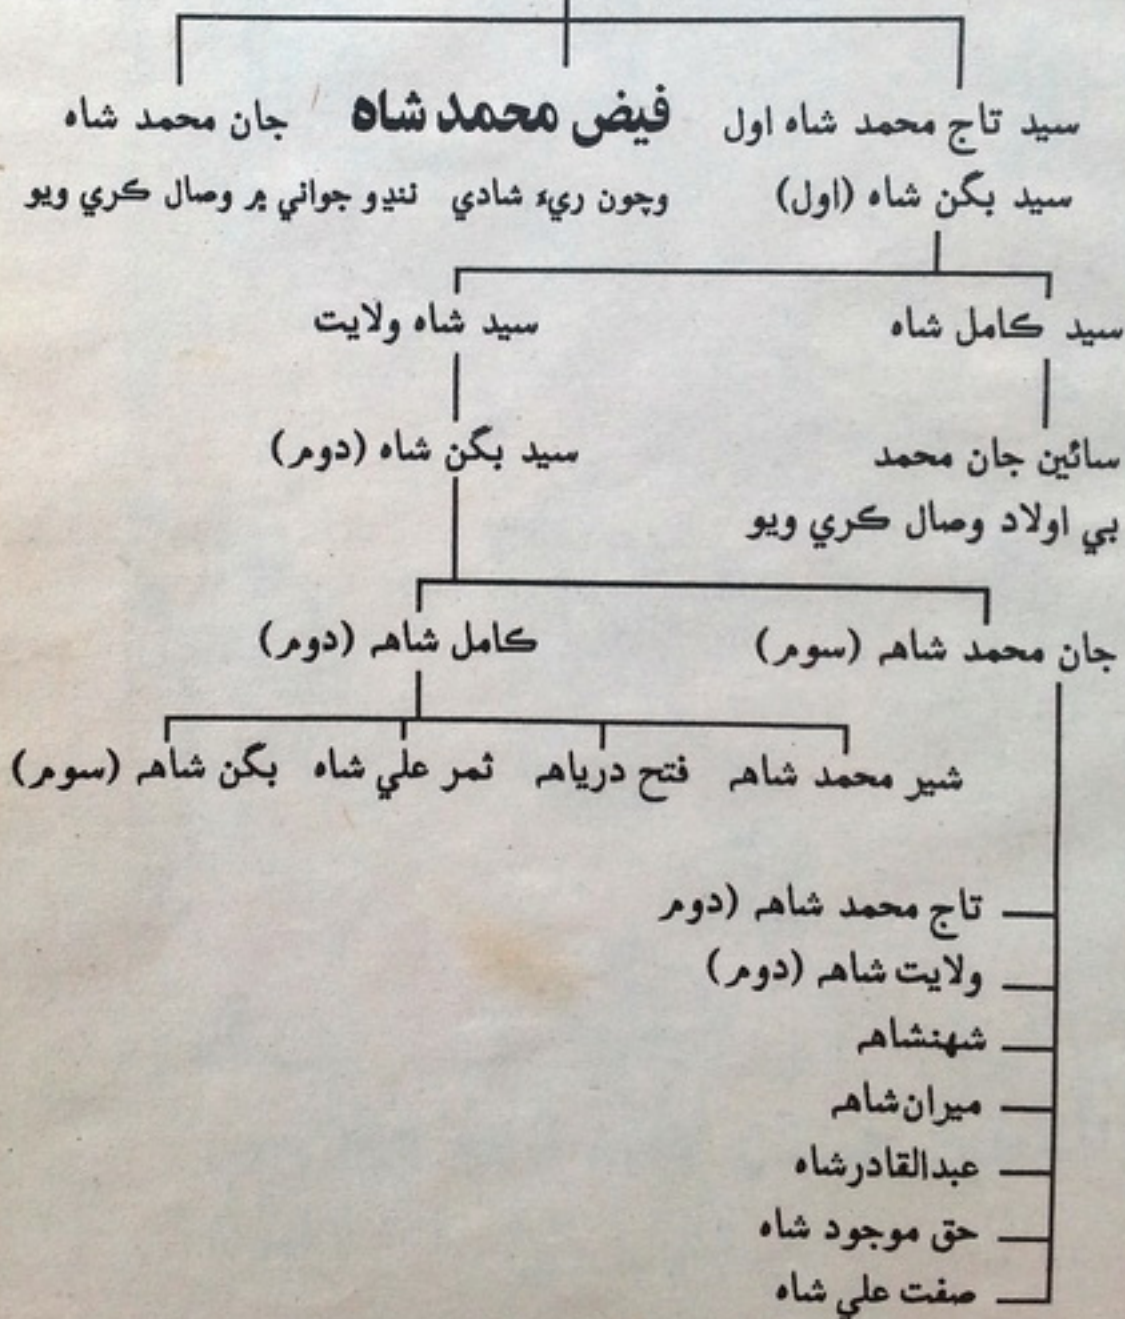 سيد تاج محمد شاه اول فيض محمد شاه جان محمد شاه
سيد بگن شاه (اول) وچون ريءَ شادي ننڍو جواني ۾ وصال ڪري ويو
سيد ڪامل شاه سيد شاه ولايت
سائين جان محمد سيد بگن شاه (دوم)
بي اولاد وصال ڪري ويو
جان محمد شاهه (سوم) ڪامل شاهه (دوم)
شير محمد شاهه فتح درياهه ثمر علي شاه بگن شاهه (سوم)
تاج محمد شاهه (دوم
ولايت شاهه (دوم)
شهنشاهه
ميران شاهه
عبدالقادر شاه
حق موجود شاه
صفت علي شاه